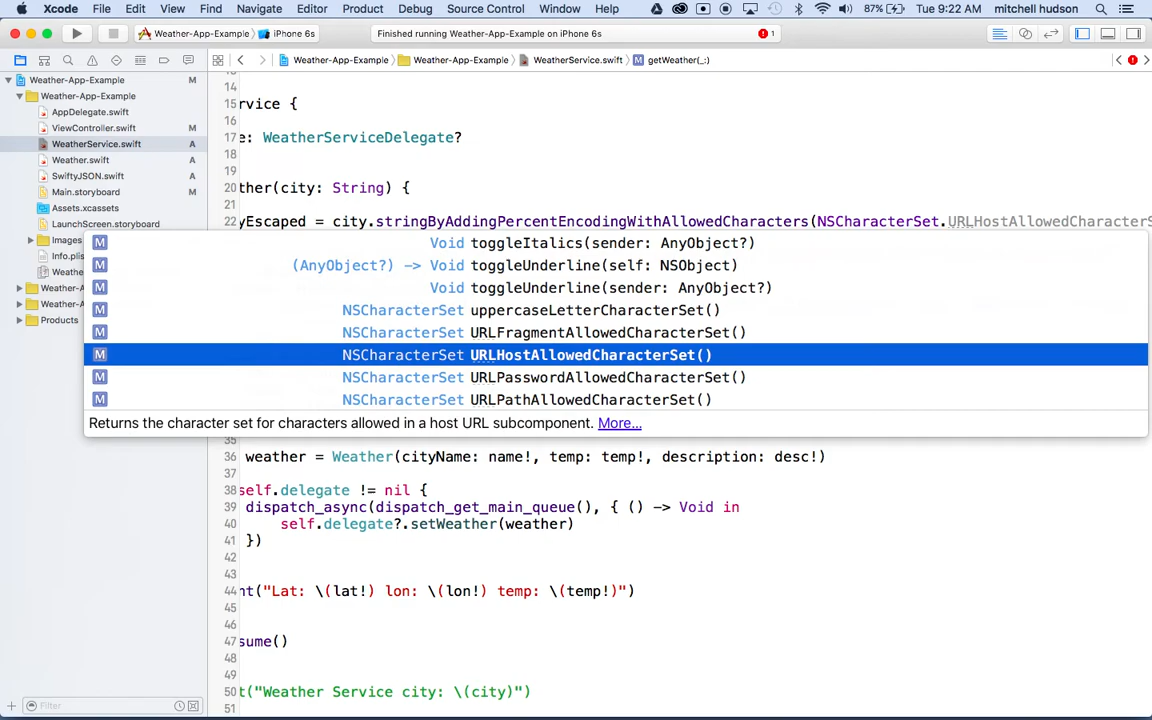 Xcode File Edit View Find Navigate Editor Product Debug Source Control Window Help 87% Tue 9:22 AM mitchell hudson
Weather-App-Example iPhone 6s Finished running Weather-App-Example on iPhone 6s 1
Weather-App-Example Weather-App-Example WeatherService.swift M getWeather(_:)
Weather-App-Example M
Weather-App-Example
AppDelegate.swift
ViewController.swift M
WeatherService.swift A
Weather.swift A
SwiftyJSON.swift A
Main.storyboard M
Assets.xcassets
LaunchScreen.storyboard
Images
Info.plis
Weathe
Weather-A
Weather-A
Products
Filter
14
15 rvice {
16
17 e: WeatherServiceDelegate?
18
19
20 ther(city: String) {
21
22 yEscaped = city.stringByAddingPercentEncodingWithAllowedCharacters(NSCharacterSet.URLHostAllowedCharacterS
M Void toggleItalics(sender: AnyObject?)
M (AnyObject?) -> Void toggleUnderline(self: NSObject)
M Void toggleUnderline(sender: AnyObject?)
M NSCharacterSet uppercaseLetterCharacterSet()
M NSCharacterSet URLFragmentAllowedCharacterSet()
M NSCharacterSet URLHostAllowedCharacterSet()
M NSCharacterSet URLPasswordAllowedCharacterSet()
M NSCharacterSet URLPathAllowedCharacterSet()
Returns the character set for characters allowed in a host URL subcomponent. More...
35
36 weather = Weather(cityName: name!, temp: temp!, description: desc!)
37
38 self.delegate != nil {
39 dispatch_async(dispatch_get_main_queue(), { () -> Void in
40 self.delegate?.setWeather(weather)
41 })
42
43
44 nt("Lat: \(lat!) lon: \(lon!) temp: \(temp!)")
45
46
47 sume()
48
49
50 t("Weather Service city: \(city)")
51